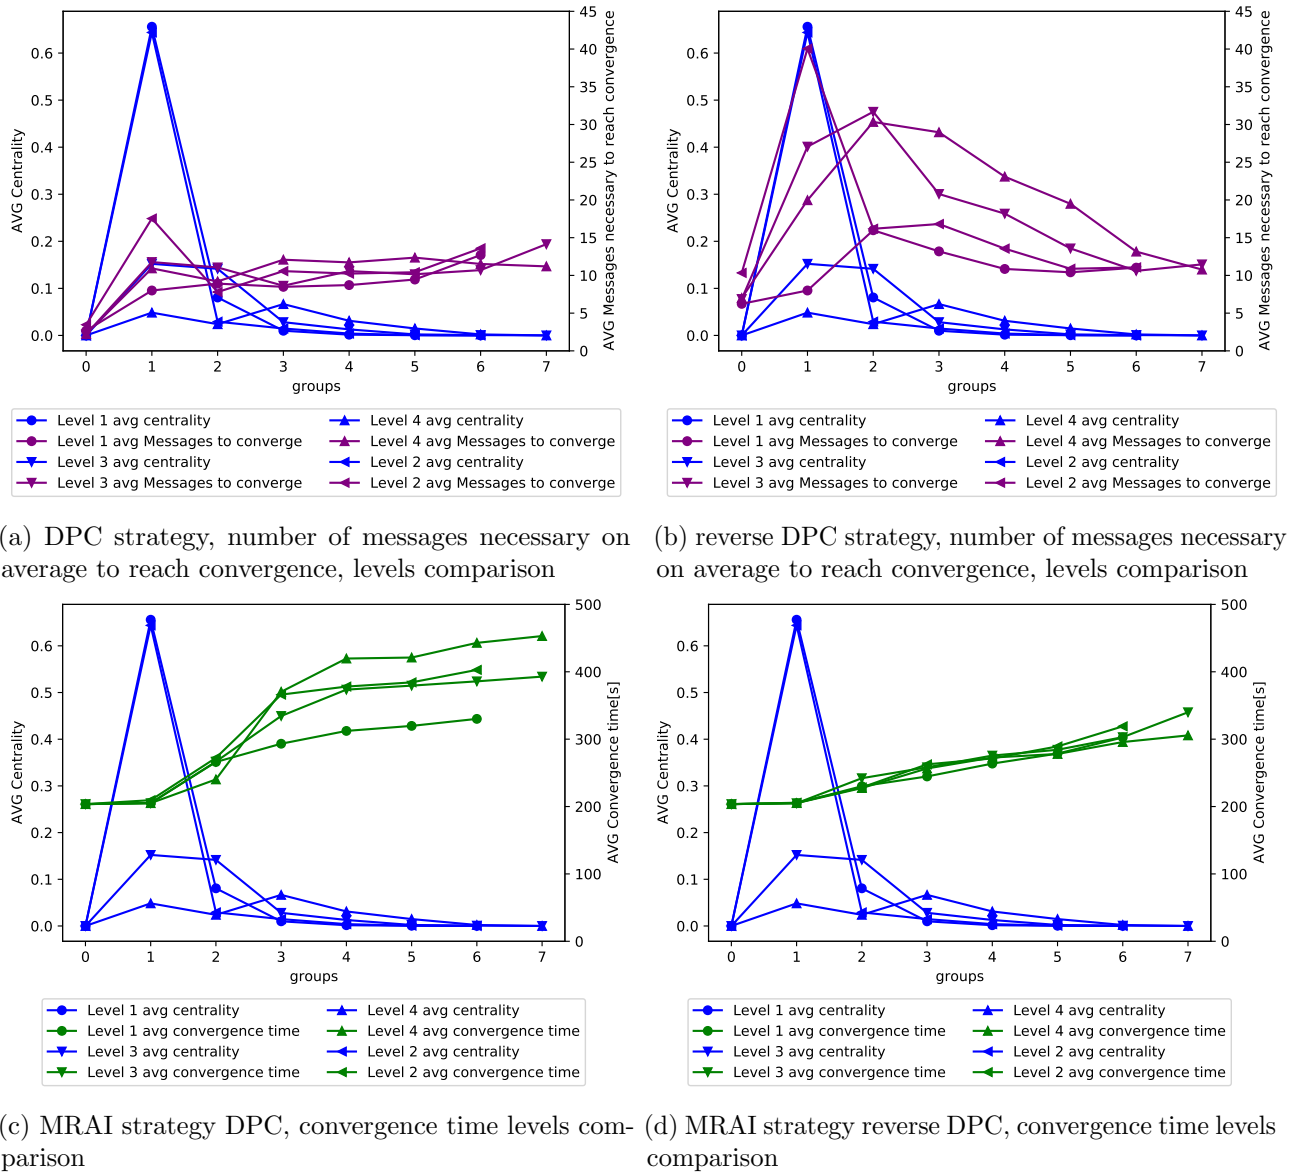 0.6
0.5
0.4
0.3
0.2
0.1
0.0
AVG Centrality
45
40
35
30
25
20
15
10
5
0
AVG Messages necessary to reach convergence
0 1 2 3 4 5 6 7
groups
Level 1 avg centrality
Level 1 avg Messages to converge
Level 3 avg centrality
Level 3 avg Messages to converge
Level 4 avg centrality
Level 4 avg Messages to converge
Level 2 avg centrality
Level 2 avg Messages to converge
(a) DPC strategy, number of messages necessary on
average to reach convergence, levels comparison
0.6
0.5
0.4
0.3
0.2
0.1
0.0
AVG Centrality
45
40
35
30
25
20
15
10
5
0
AVG Messages necessary to reach convergence
0 1 2 3 4 5 6 7
groups
Level 1 avg centrality
Level 1 avg Messages to converge
Level 3 avg centrality
Level 3 avg Messages to converge
Level 4 avg centrality
Level 4 avg Messages to converge
Level 2 avg centrality
Level 2 avg Messages to converge
(b) reverse DPC strategy, number of messages necessary
on average to reach convergence, levels comparison
0.6
0.5
0.4
0.3
0.2
0.1
0.0
AVG Centrality
500
400
300
200
100
0
AVG Convergence time[s]
0 1 2 3 4 5 6 7
groups
Level 1 avg centrality
Level 1 avg convergence time
Level 3 avg centrality
Level 3 avg convergence time
Level 4 avg centrality
Level 4 avg convergence time
Level 2 avg centrality
Level 2 avg convergence time
(c) MRAI strategy DPC, convergence time levels com-
parison
0.6
0.5
0.4
0.3
0.2
0.1
0.0
AVG Centrality
500
400
300
200
100
0
AVG Convergence time[s]
0 1 2 3 4 5 6 7
groups
Level 1 avg centrality
Level 1 avg convergence time
Level 3 avg centrality
Level 3 avg convergence time
Level 4 avg centrality
Level 4 avg convergence time
Level 2 avg centrality
Level 2 avg convergence time
(d) MRAI strategy reverse DPC, convergence time levels
comparison